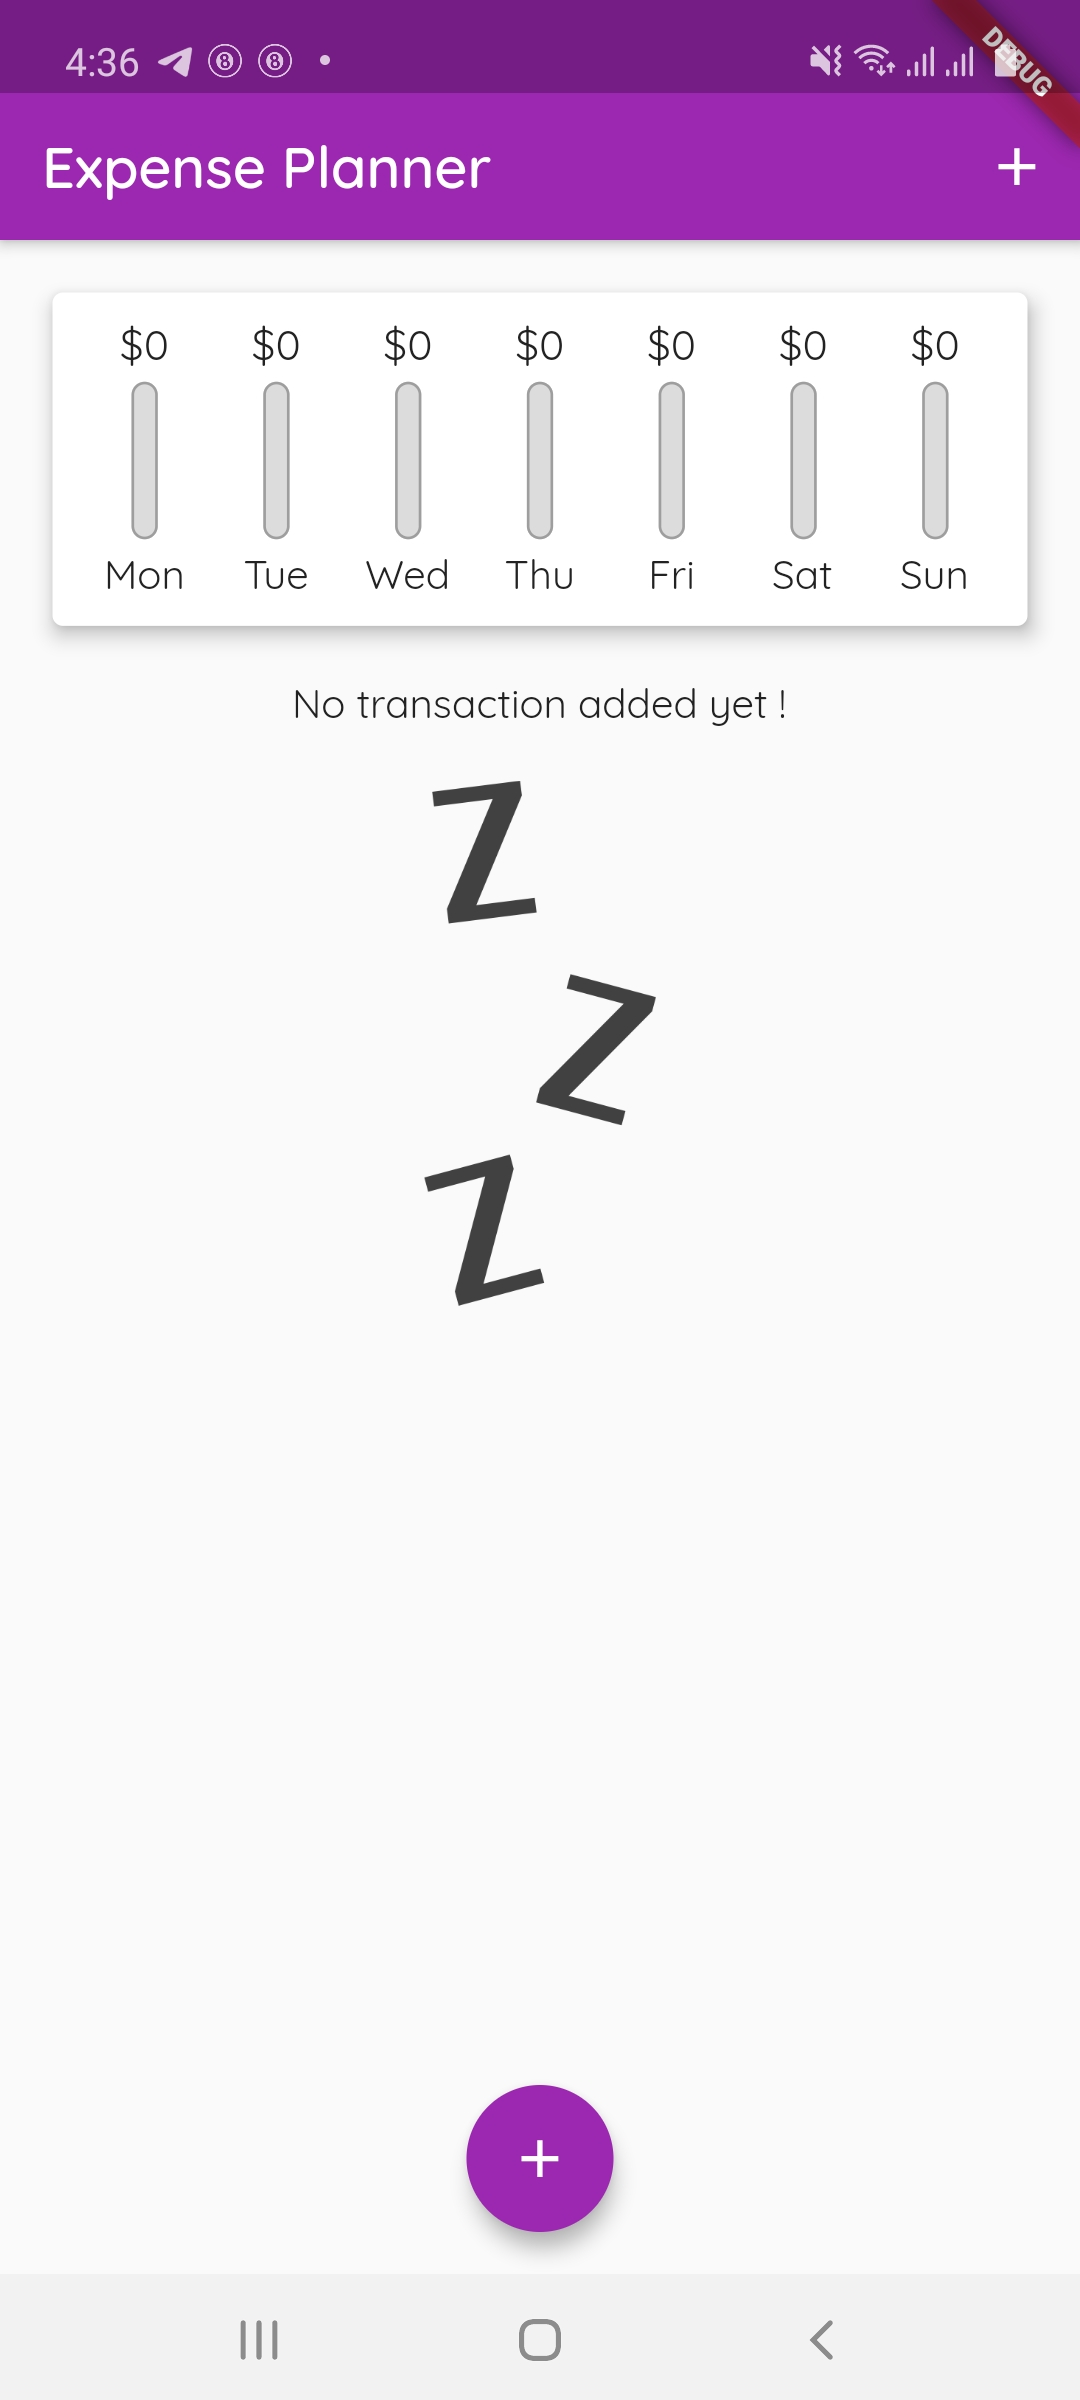 4:36
DEBUG
Expense Planner
$0 $0 $0 $0 $0 $0 $0
Mon Tue Wed Thu Fri Sat Sun
No transaction added yet !
Z
Z
Z